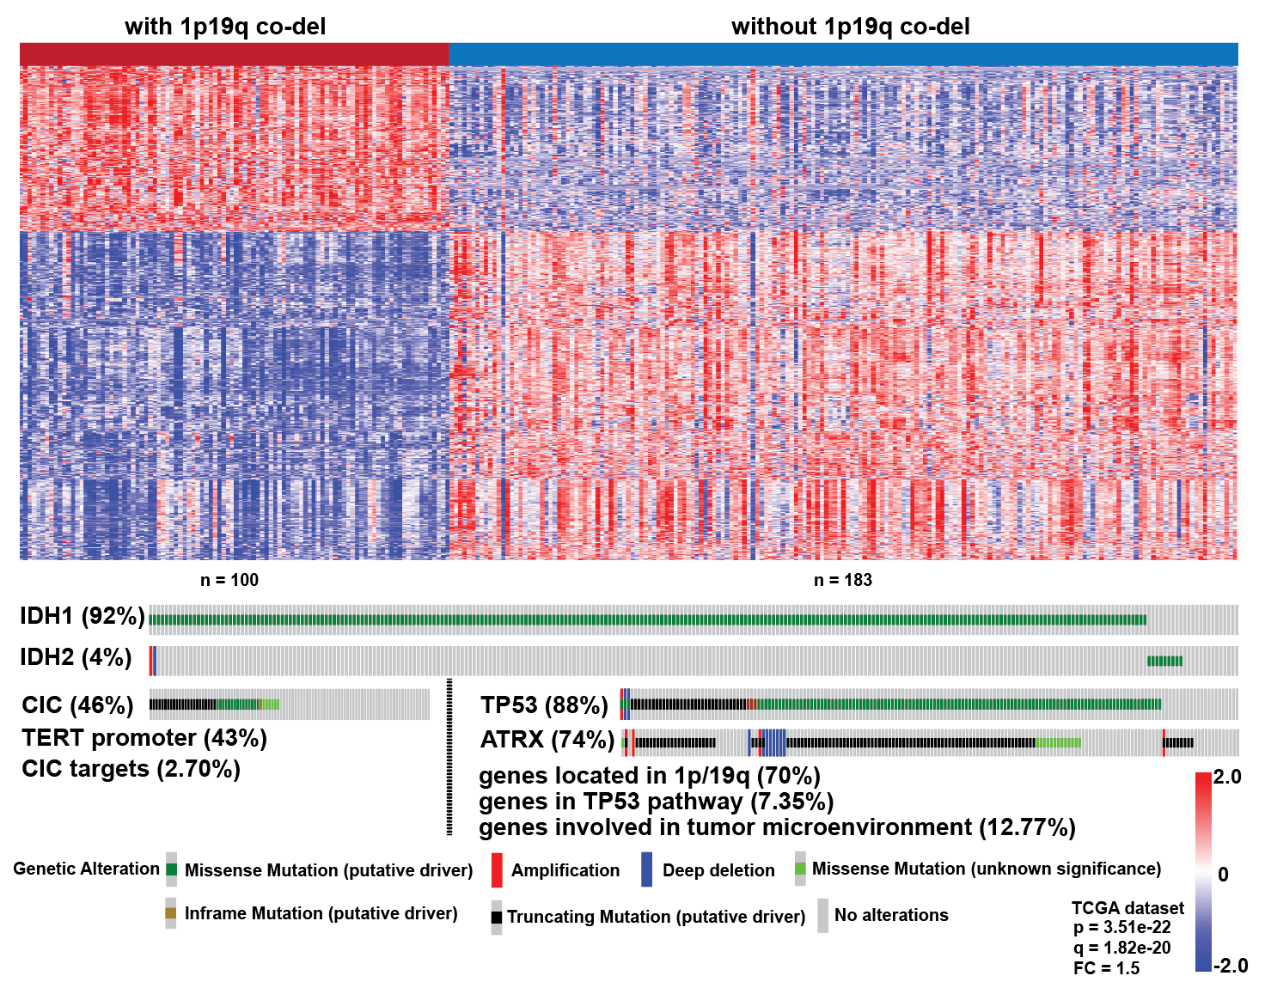 with 1p19q co-del
without 1p19q co-del
n = 100
n = 183
IDH1 (92%)
IDH2 (4%)
CIC (46%)
TP53 (88%)
TERT promoter (43%)
ATRX (74%)
CIC targets (2.70%)
genes located in 1p/19q (70%)
genes in TP53 pathway (7.35%)
genes involved in tumor microenvironment (12.77%)
2.0
0
-2.0
Genetic Alteration
Missense Mutation (putative driver)
Amplification
Deep deletion
Missense Mutation (unknown significance)
Inframe Mutation (putative driver)
Truncating Mutation (putative driver)
No alterations
TCGA dataset
p = 3.51e-22
q = 1.82e-20
FC = 1.5